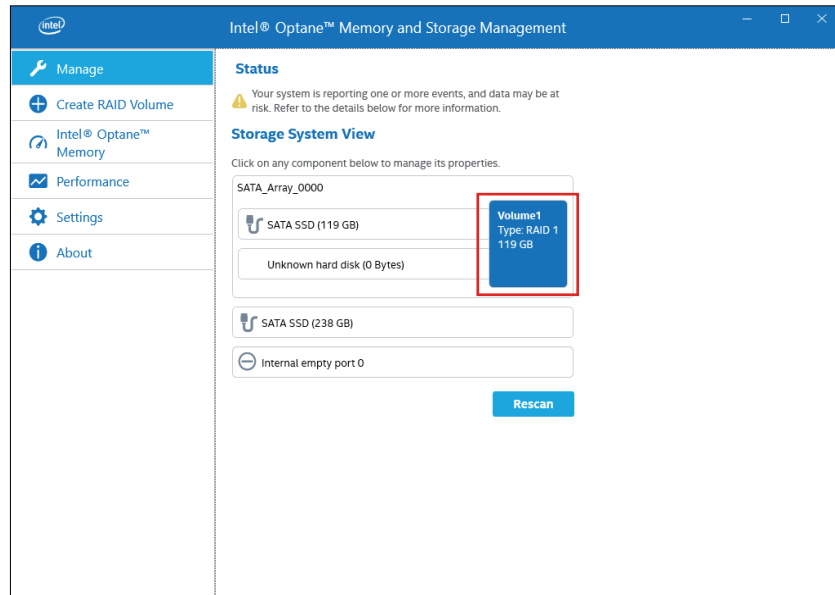 intel
Intel® Optane™ Memory and Storage Management
Manage
Create RAID Volume
Intel® Optane™
Memory
Performance
Settings
About
Status
Your system is reporting one or more events, and data may be at
risk. Refer to the details below for more information.
Storage System View
Click on any component below to manage its properties.
SATA_Array_0000
SATA SSD (119 GB)
Unknown hard disk (0 Bytes)
Volume1
Type: RAID 1
119 GB
SATA SSD (238 GB)
Internal empty port 0
Rescan